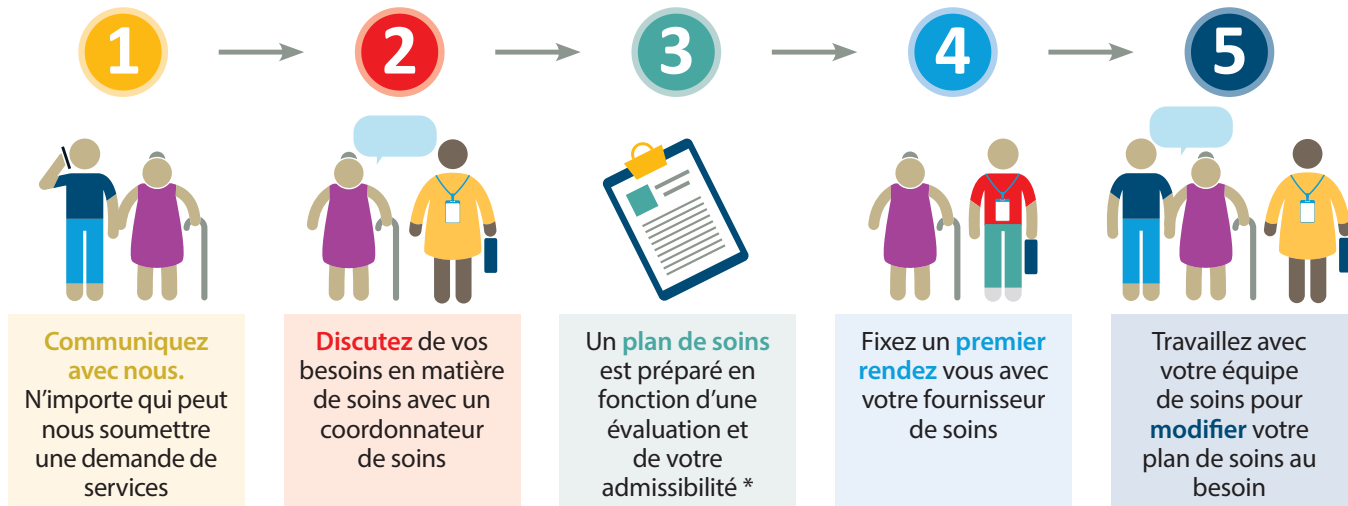 1
2
3
4
5
Communiquez
avec nous.
N’importe qui peut
nous soumettre
une demande de
services
Discutez de vos
besoins en matière
de soins avec un
coordonnateur
de soins
Un plan de soins
est préparé en
fonction d’une
évaluation et
de votre
admissibilité *
Fixez un premier
rendez vous avec
votre fournisseur
de soins
Travaillez avec
votre équipe
de soins pour
modifier votre
plan de soins au
besoin